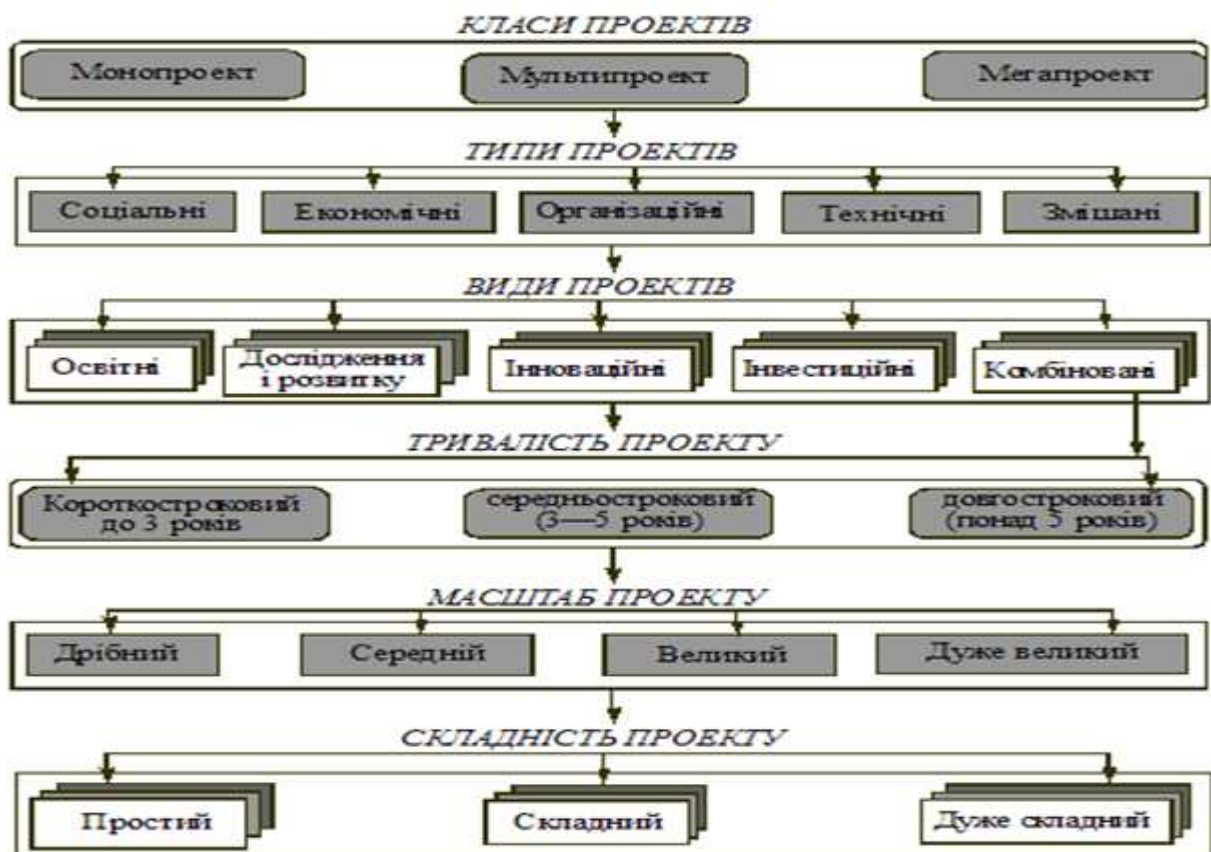 КЛАСИ ПРОЕКТІВ
Монопроект Мультипроект Мегапроект
ТИПИ ПРОЕКТІВ
Соціальні Економічні Організаційні Технічні Змішані
ВИДИ ПРОЕКТІВ
Освітні Дослідження і розвитку Інноваційні Інвестиційні Комбіновані
ТРИВАЛІСТЬ ПРОЕКТУ
Короткостроковий до 3 років середньостроковий (3—5 років) довгостроковий (понад 5 років)
МАСШТАБ ПРОЕКТУ
Дрібний Середній Великий Дуже великий
СКЛАДНІСТЬ ПРОЕКТУ
Простий Складний Дуже складний